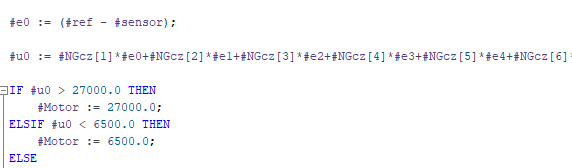 #e0 := (#ref - #sensor);
#u0 := #NGcz[1]*#e0+#NGcz[2]*#e1+#NGcz[3]*#e2+#NGcz[4]*#e3+#NGcz[5]*#e4+#NGcz[6]*
IF #u0 > 27000.0 THEN
#Motor := 27000.0;
ELSIF #u0 < 6500.0 THEN
#Motor := 6500.0;
ELSE